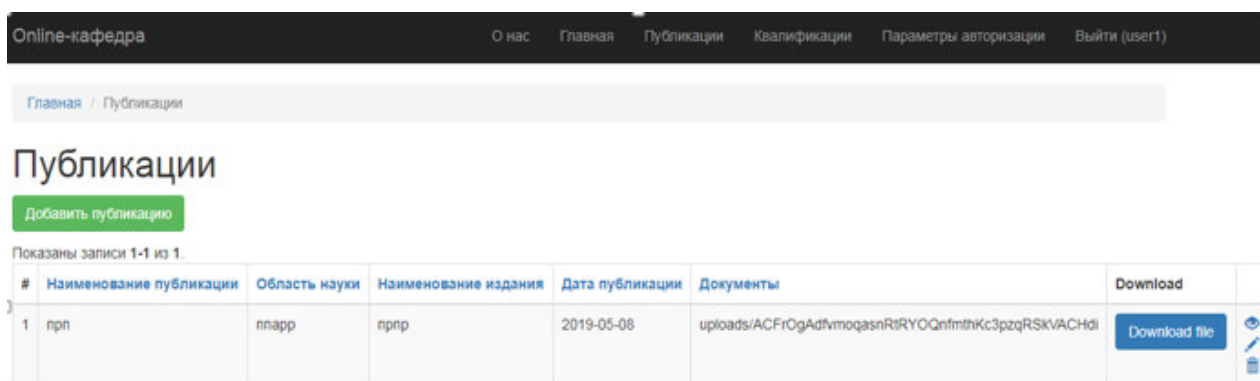 Online-кафедра О нас Главная Публикации Квалификации Параметры авторизации Выйти (user1)
Главная / Публикации
Публикации
Добавить публикацию
Показаны записи 1-1 из 1.
# Наименование публикации Область науки Наименование издания Дата публикации Документы Download
1 прп ппарр прпр 2019-05-08 uploads/ACFrOgAdfvmoqasnRtRYOQnfmthKc3pzqRSkVACHdi Download file